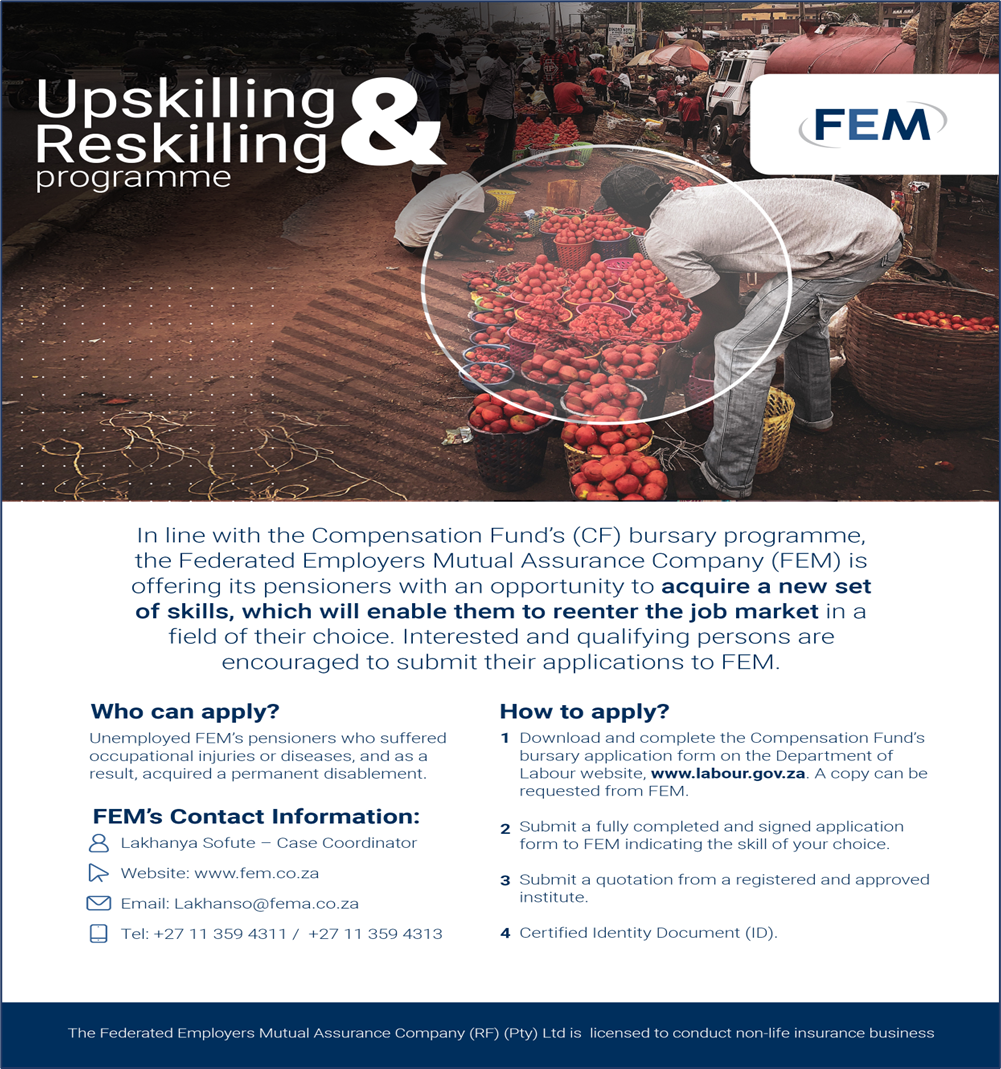 Upskilling &
Reskilling
programme
FEM
In line with the Compensation Fund's (CF) bursary programme,
the Federated Employers Mutual Assurance Company (FEM) is
offering its pensioners with an opportunity to acquire a new set
of skills, which will enable them to reenter the job market in a
field of their choice. Interested and qualifying persons are
encouraged to submit their applications to FEM.
Who can apply?
Unemployed FEM's pensioners who suffered
occupational injuries or diseases, and as a
result, acquired a permanent disablement.
FEM's Contact Information:
Lakhanya Sofute – Case Coordinator
Website: www.fem.co.za
Email: Lakhanso@fema.co.za
Tel: +27 11 359 4311 / +27 11 359 4313
How to apply?
1 Download and complete the Compensation Fund's
bursary application form on the Department of
Labour website, www.labour.gov.za. A copy can be
requested from FEM.
2 Submit a fully completed and signed application
form to FEM indicating the skill of your choice.
3 Submit a quotation from a registered and approved
institute.
4 Certified Identity Document (ID).
The Federated Employers Mutual Assurance Company (RF) (Pty) Ltd is licensed to conduct non-life insurance business